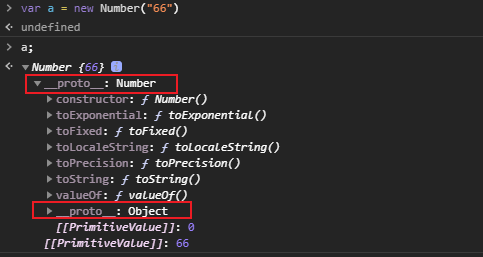 > var a = new Number("66")
undefined
> a;
▼ Number {66} i
▼ __proto__: Number
▶ constructor: ƒ Number()
▶ toExponential: ƒ toExponential()
▶ toFixed: ƒ toFixed()
▶ toLocaleString: ƒ toLocaleString()
▶ toPrecision: ƒ toPrecision()
▶ toString: ƒ toString()
▶ valueOf: ƒ valueOf()
▶ __proto__: Object
[[PrimitiveValue]]: 0
[[PrimitiveValue]]: 66